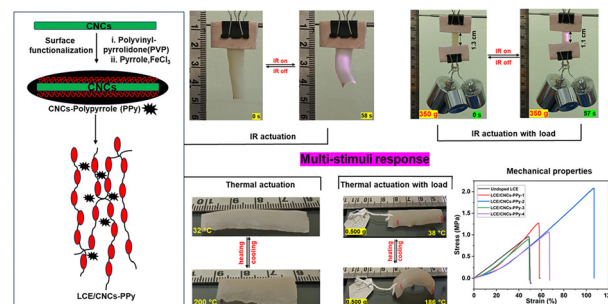 CNCs
Surface
functionalization
i. Polyvinyl-
pyrrolidone(PVP)
ii. Pyrrole,FeCl3
CNCs
CNCs-Polypyrrole (PPy)
LCE/CNCs-PPy
IR on
IR off
0 s
58 s
IR actuation
1.3 cm
IR on
IR off
1.1 cm
350 g
0 s
350 g
57 s
IR actuation with load
Multi-stimuli response
Thermal actuation
32 °C
heating
cooling
200 °C
Thermal actuation with load
0.500 g
38 °C
heating
cooling
0.500 g
186 °C
Mechanical properties
Undoped LCE
LCE/CNCs-PPy-1
LCE/CNCs-PPy-2
LCE/CNCs-PPy-3
LCE/CNCs-PPy-4
Stress (MPa)
2.0
1.5
1.0
0.5
0.0
0 20 40 60 80 100
Strain (%)